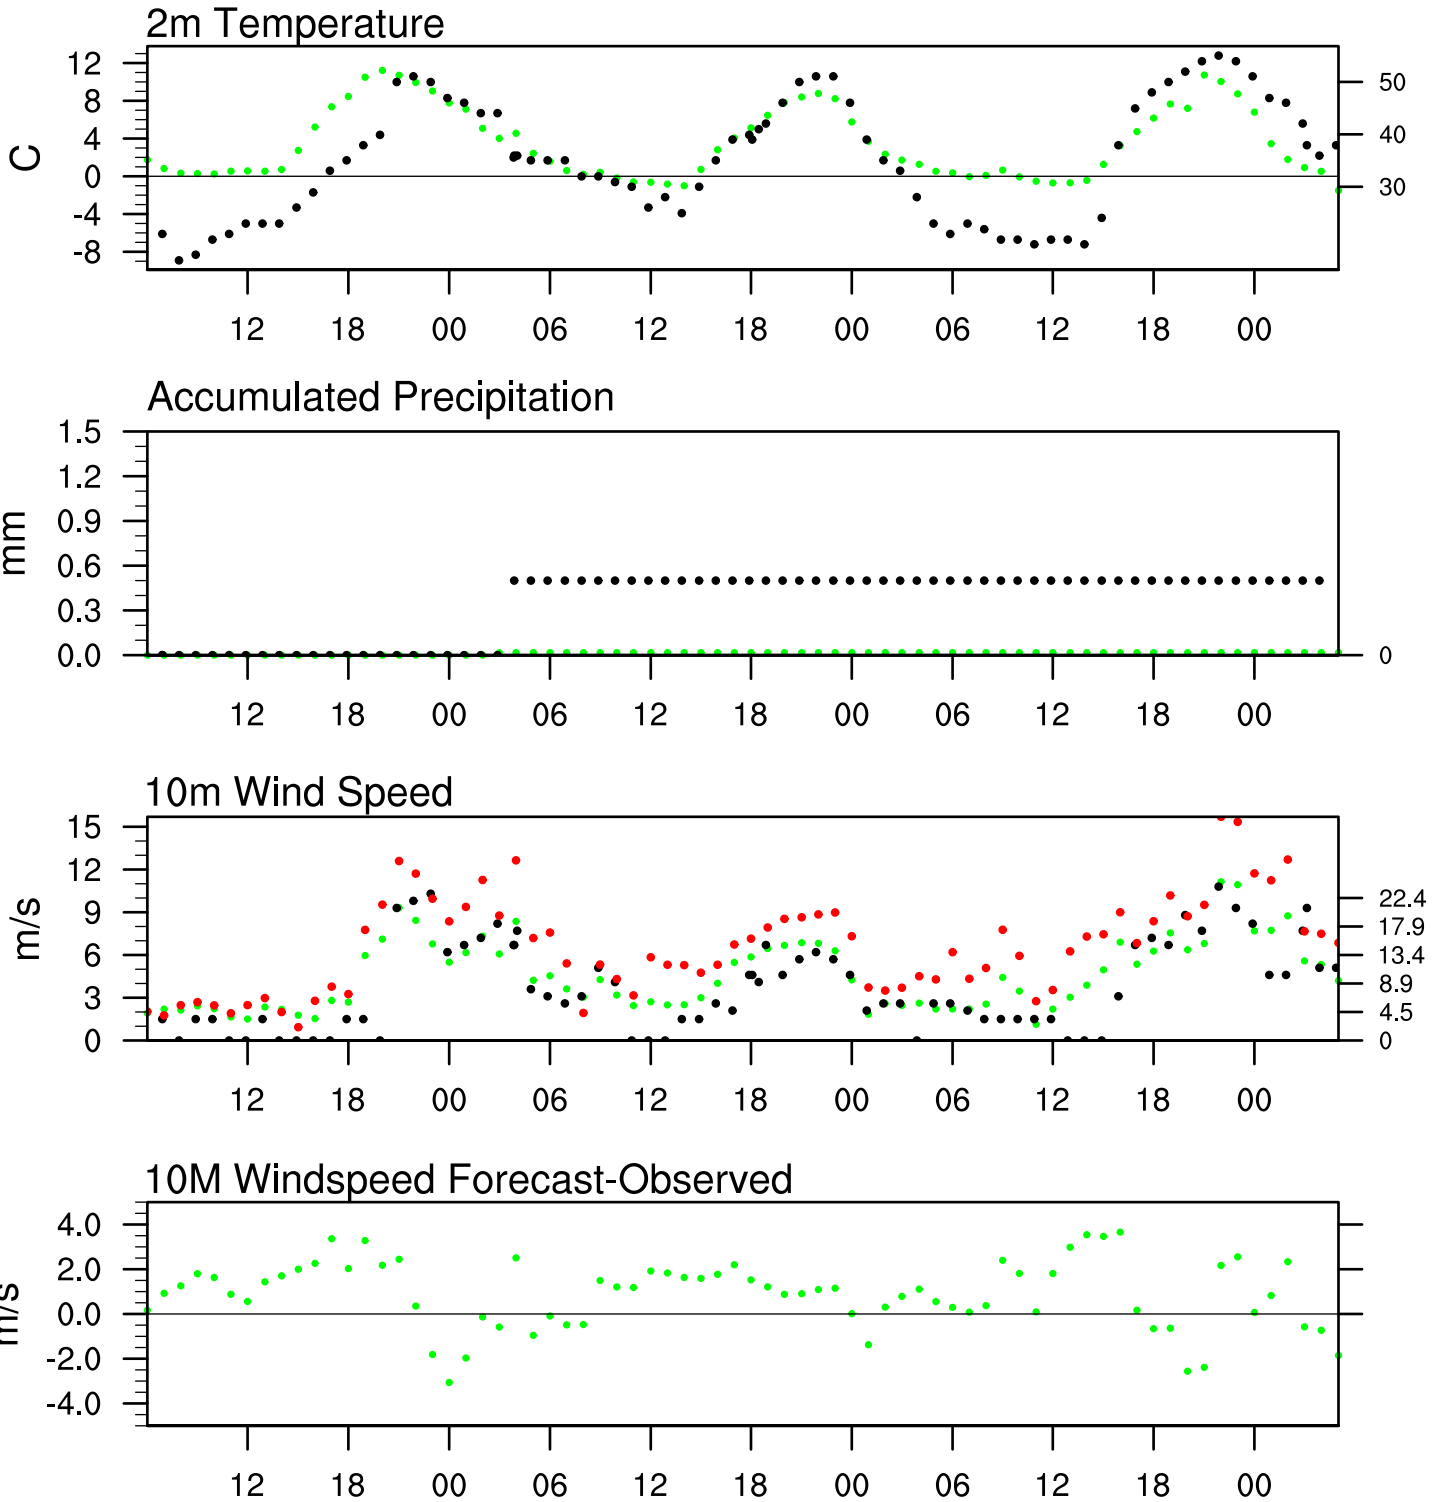 2m Temperature
C
12
8
4
0
-4
-8
50
40
30
12 18 00 06 12 18 00 06 12 18 00
Accumulated Precipitation
mm
1.5
1.2
0.9
0.6
0.3
0.0
0
12 18 00 06 12 18 00 06 12 18 00
10m Wind Speed
m/s
15
12
9
6
3
0
22.4
17.9
13.4
8.9
4.5
0
12 18 00 06 12 18 00 06 12 18 00
10M Windspeed Forecast-Observed
m/s
4.0
2.0
0.0
-2.0
-4.0
12 18 00 06 12 18 00 06 12 18 00